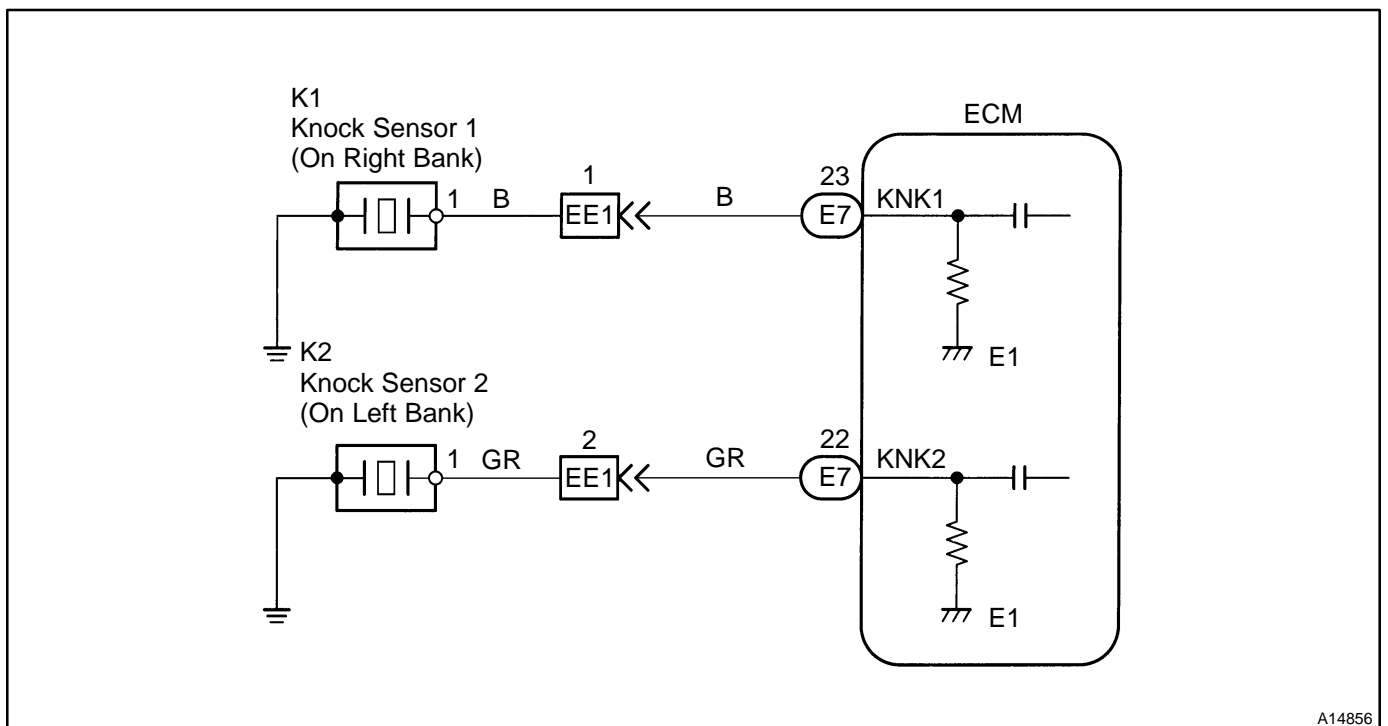 K1
Knock Sensor 1
(On Right Bank)
ECM
1
B
1
EE1
B
23
E7
KNK1
E1
K2
Knock Sensor 2
(On Left Bank)
1
GR
2
EE1
GR
22
E7
KNK2
E1
A14856